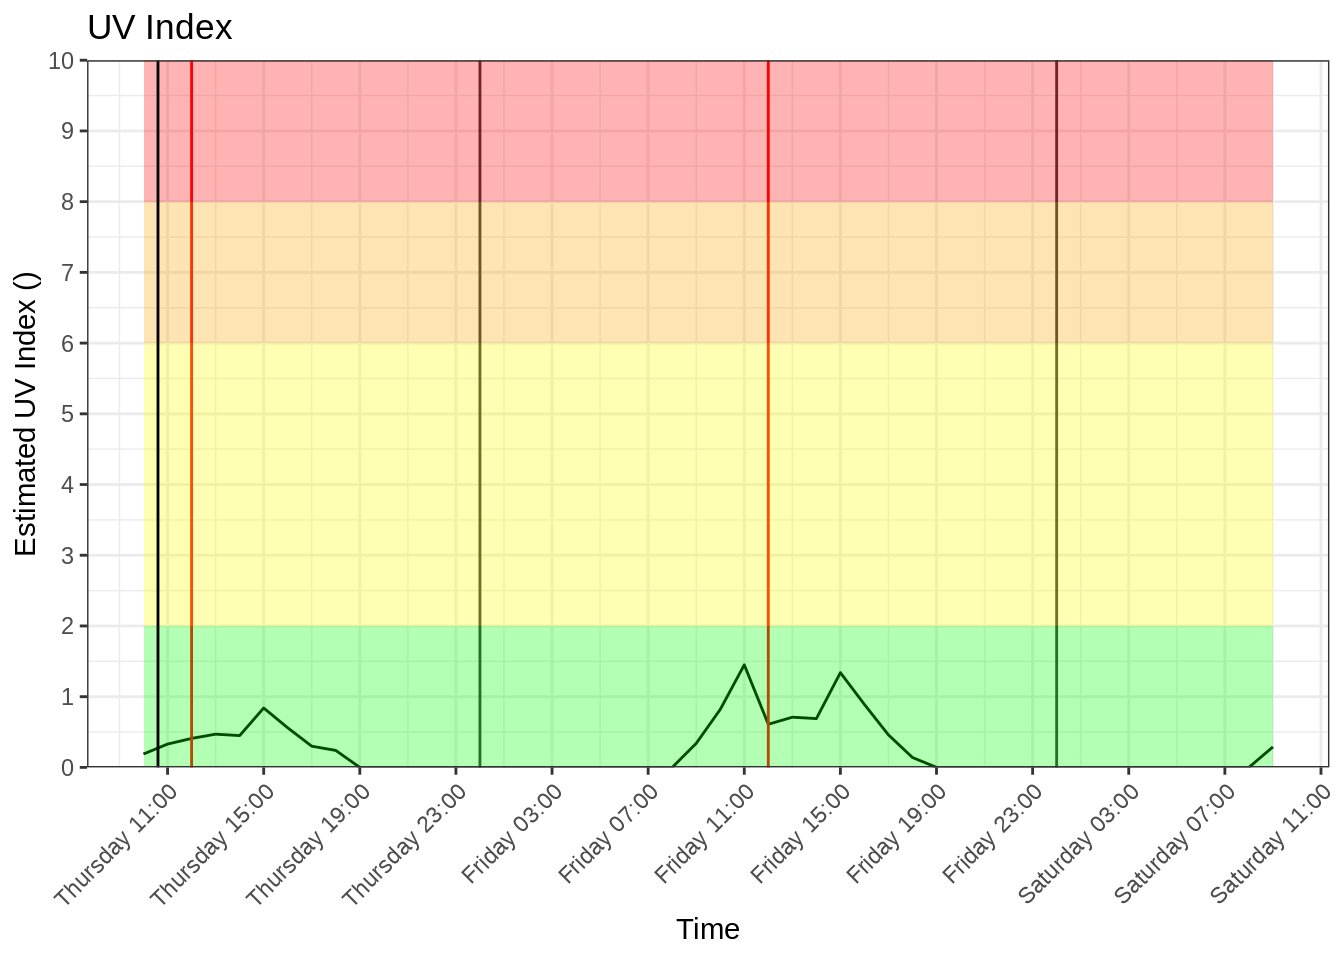 UV Index
Estimated UV Index ()
10
9
8
7
6
5
4
3
2
1
0
Thursday 11:00
Thursday 15:00
Thursday 19:00
Thursday 23:00
Friday 03:00
Friday 07:00
Friday 11:00
Friday 15:00
Friday 19:00
Friday 23:00
Saturday 03:00
Saturday 07:00
Saturday 11:00
Time